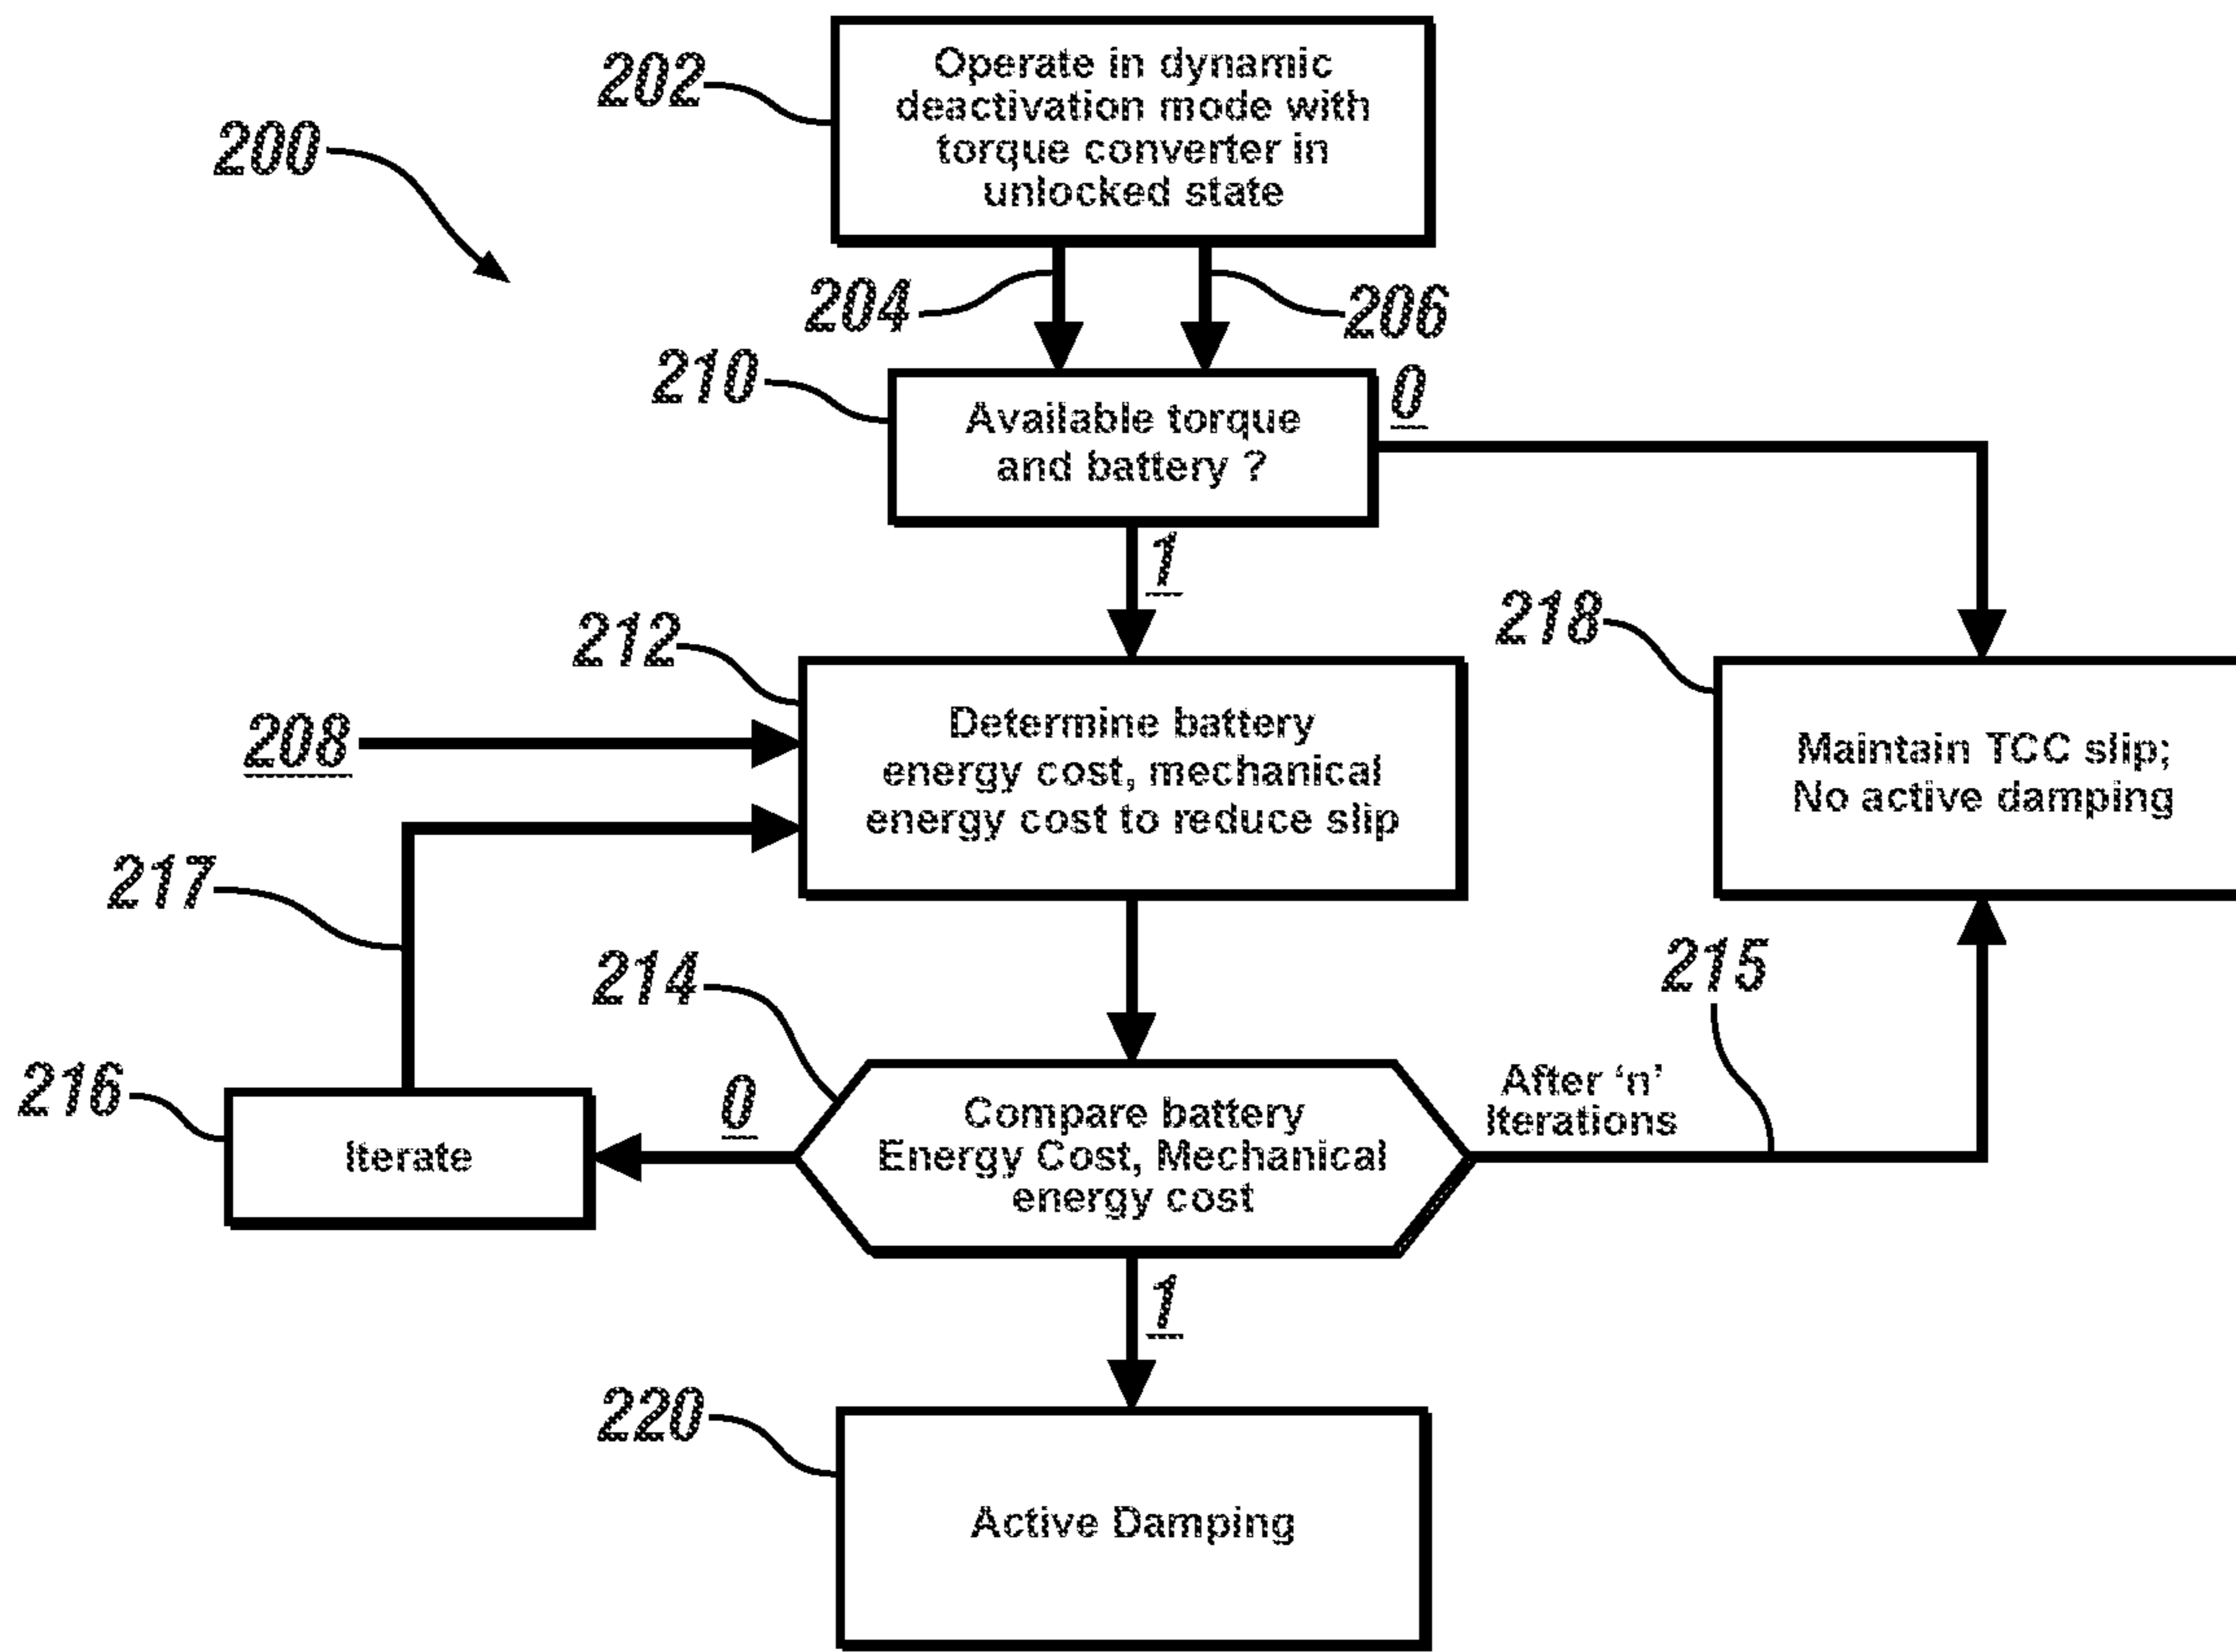 202
Operate in dynamic
deactivation mode with
torque converter in
unlocked state
200
204
206
210
Available torque
and battery ?
0
1
212
218
208
Determine battery
energy cost, mechanical
energy cost to reduce slip
Maintain TCC slip;
No active damping
217
214
215
216
Iterate
0
Compare battery
Energy Cost, Mechanical
energy cost
After ‘n’
Iterations
1
220
Active Damping